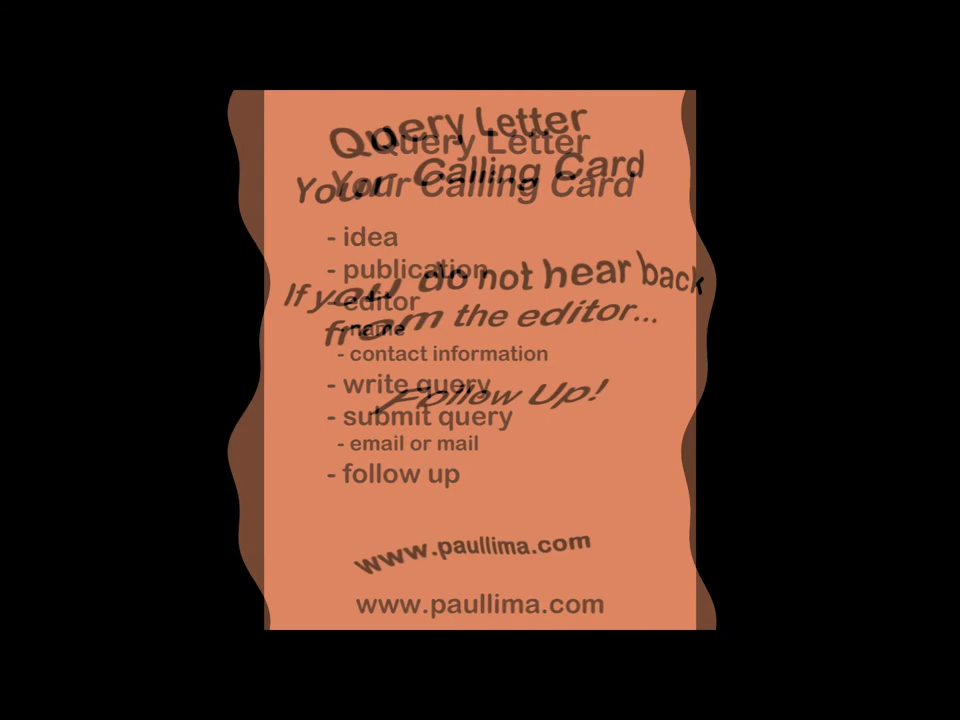 Query Letter
Query Letter
Your Calling Card
Your Calling Card
- idea
- publication
If you do not hear back
- editor
from the editor...
- name
- contact information
- write query
Follow Up!
- submit query
- email or mail
- follow up
www.paullima.com
www.paullima.com